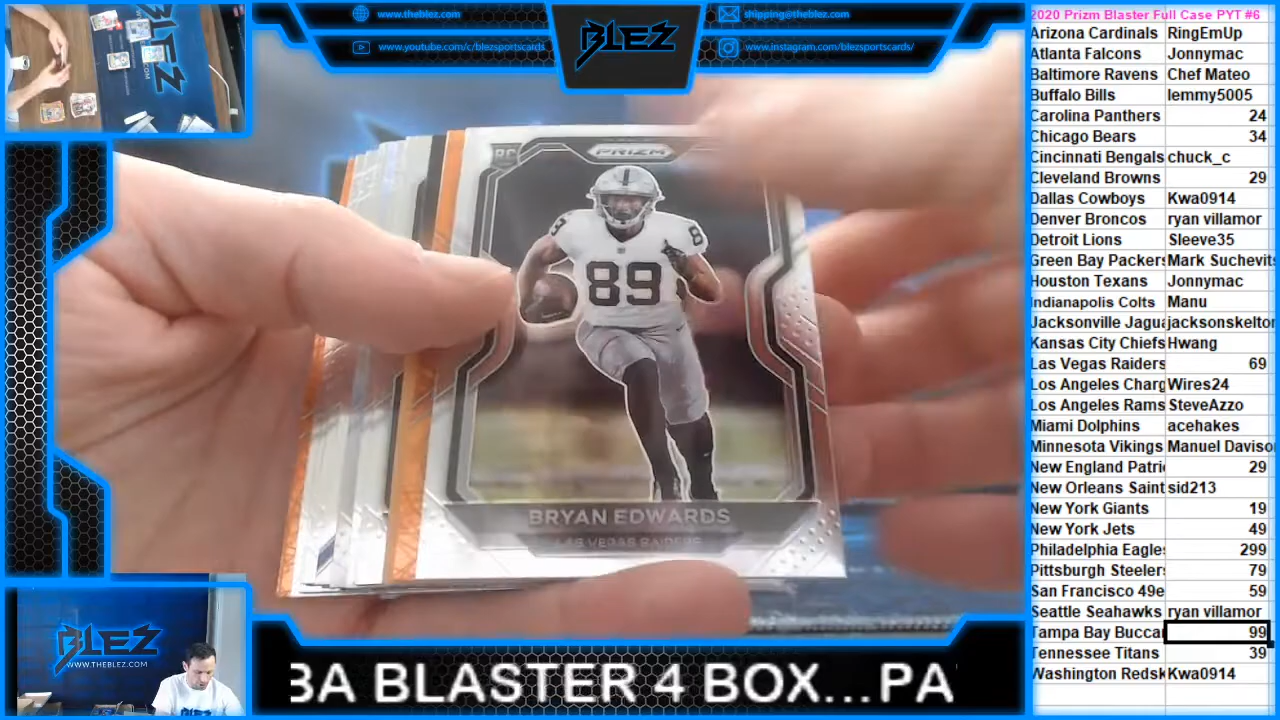 www.theblez.com
www.youtube.com/c/blezsportscards
BLEZ
shipping@theblez.com
www.instagram.com/blezsportscards/
RC
PRIZM
89
89
BRYAN EDWARDS
LAS VEGAS RAIDERS
BLEZ
WWW.THEBLEZ.COM
BA BLASTER 4 BOX...PA
2020 Prizm Blaster Full Case PYT #6
Arizona Cardinals RingEmUp
Atlanta Falcons Jonnymac
Baltimore Ravens Chef Mateo
Buffalo Bills lemmy5005
Carolina Panthers 24
Chicago Bears 34
Cincinnati Bengals chuck_c
Cleveland Browns 29
Dallas Cowboys Kwa0914
Denver Broncos ryan villamor
Detroit Lions Sleeve35
Green Bay Packers Mark Suchevits
Houston Texans Jonnymac
Indianapolis Colts Manu
Jacksonville Jagua jacksonskelton
Kansas City Chiefs Hwang
Las Vegas Raiders 69
Los Angeles Charg Wires24
Los Angeles Rams SteveAzzo
Miami Dolphins acehakes
Minnesota Vikings Manuel Daviso
New England Patri 29
New Orleans Saint sid213
New York Giants 19
New York Jets 49
Philadelphia Eagles 299
Pittsburgh Steelers 79
San Francisco 49e 59
Seattle Seahawks ryan villamor
Tampa Bay Buccar 99
Tennessee Titans 39
Washington Redsk Kwa0914